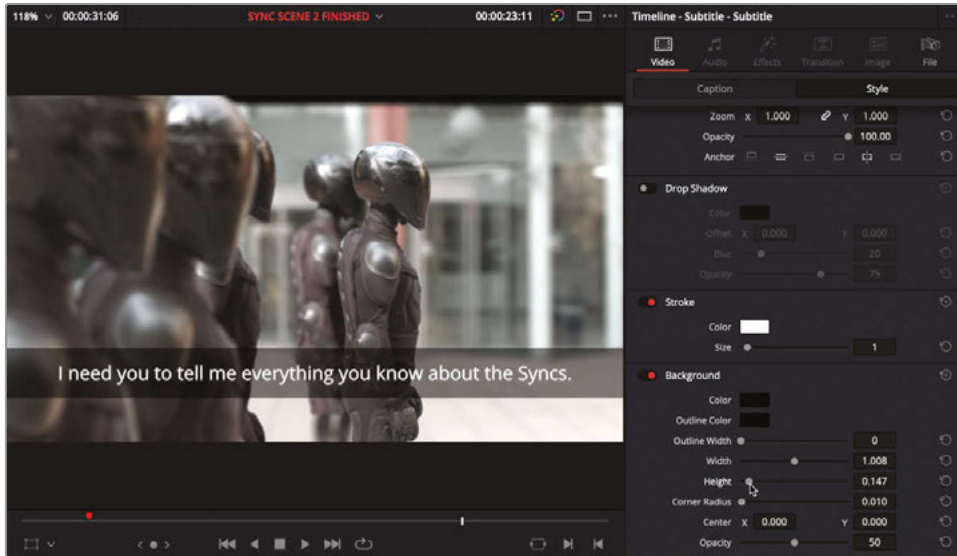 118% 00:00:31:06 SYNC SCENE 2 FINISHED 00:00:23:11
I need you to tell me everything you know about the Syncs.
Timeline - Subtitle - Subtitle
Video Audio Effects Transition Image File
Caption Style
Zoom X 1.000 Y 1.000
Opacity 100.00
Anchor
Drop Shadow
Color
Offset X 0.000 Y 0.000
Blur 20
Opacity 75
Stroke
Color
Size 1
Background
Color
Outline Color
Outline Width 0
Width 1.008
Height 0.147
Corner Radius 0.010
Center X 0.000 Y 0.000
Opacity 50